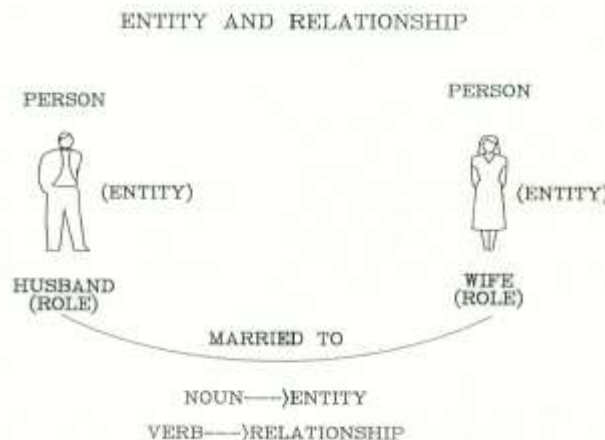 ENTITY AND RELATIONSHIP
PERSON
PERSON
(ENTITY)
(ENTITY)
HUSBAND
(ROLE)
WIFE
(ROLE)
MARRIED TO
NOUN---->ENTITY
VERB---->RELATIONSHIP